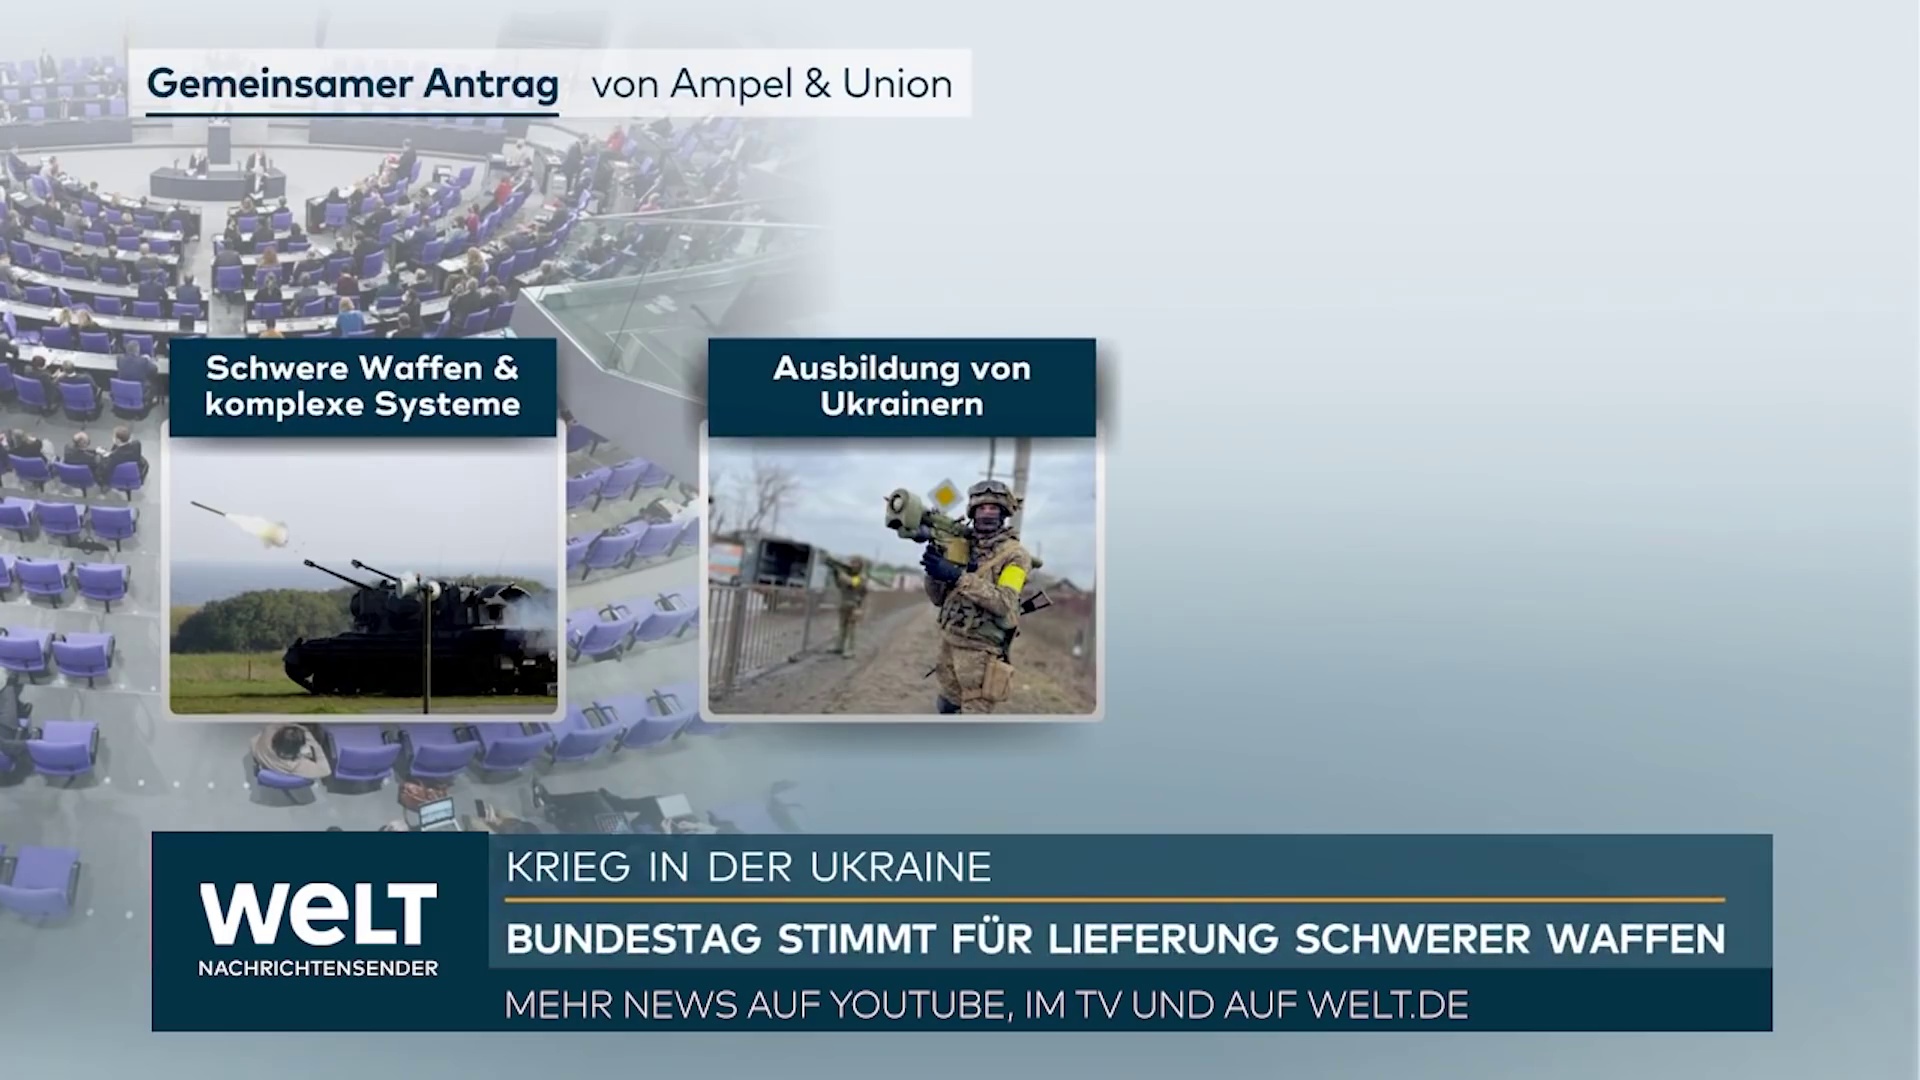 Gemeinsamer Antrag von Ampel & Union
Schwere Waffen &
komplexe Systeme
Ausbildung von
Ukrainern
WELT
NACHRICHTENSENDER
KRIEG IN DER UKRAINE
BUNDESTAG STIMMT FÜR LIEFERUNG SCHWERER WAFFEN
MEHR NEWS AUF YOUTUBE, IM TV UND AUF WELT.DE